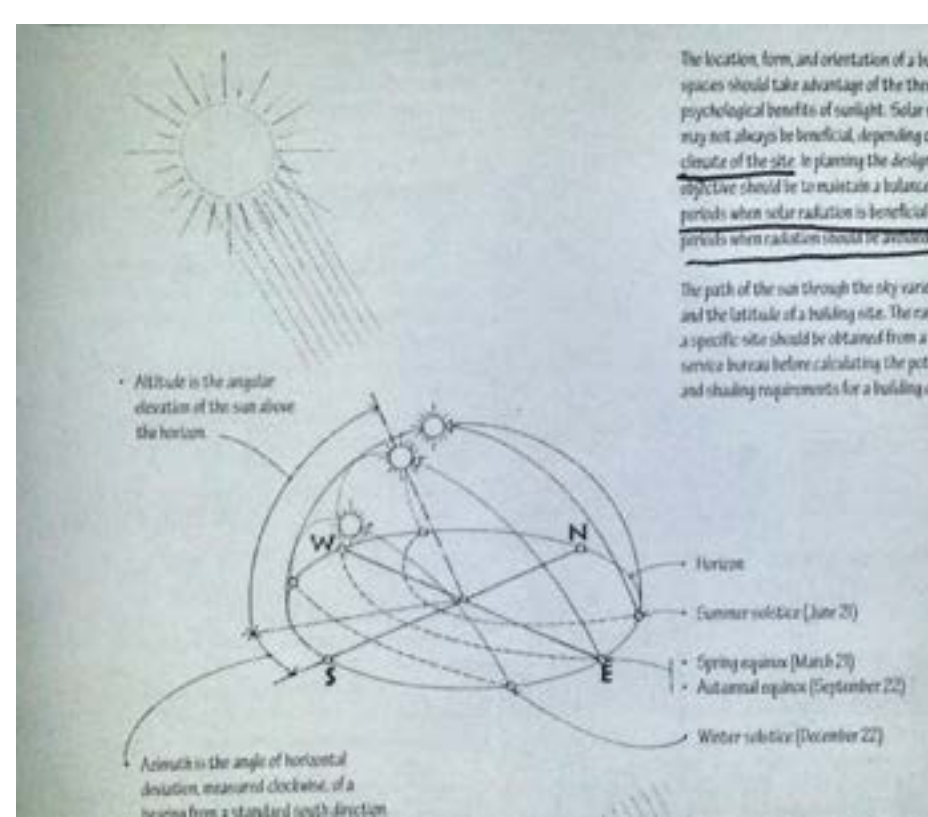 The location, form, and orientation of a
spaces should take advantage of the
psychological benefits of sunlight. Solar
may not always be beneficial, depending
climate of the site. In planning the design
objective should be to maintain a balance
periods when solar radiation is beneficial
periods when radiation should be avoided
The path of the sun through the sky
and the latitude of a building site. The
a specific site should be obtained from a
service bureau before calculating the
and shading requirements for a building
• Altitude is the angular
elevation of the sun above
the horizon.
W
N
S
E
• Horizon
• Summer solstice (June 21)
• Spring equinox (March 21)
• Autumnal equinox (September 22)
• Winter solstice (December 22)
• Azimuth is the angle of horizontal
deviation, measured clockwise, of a
bearing from a standard south direction.